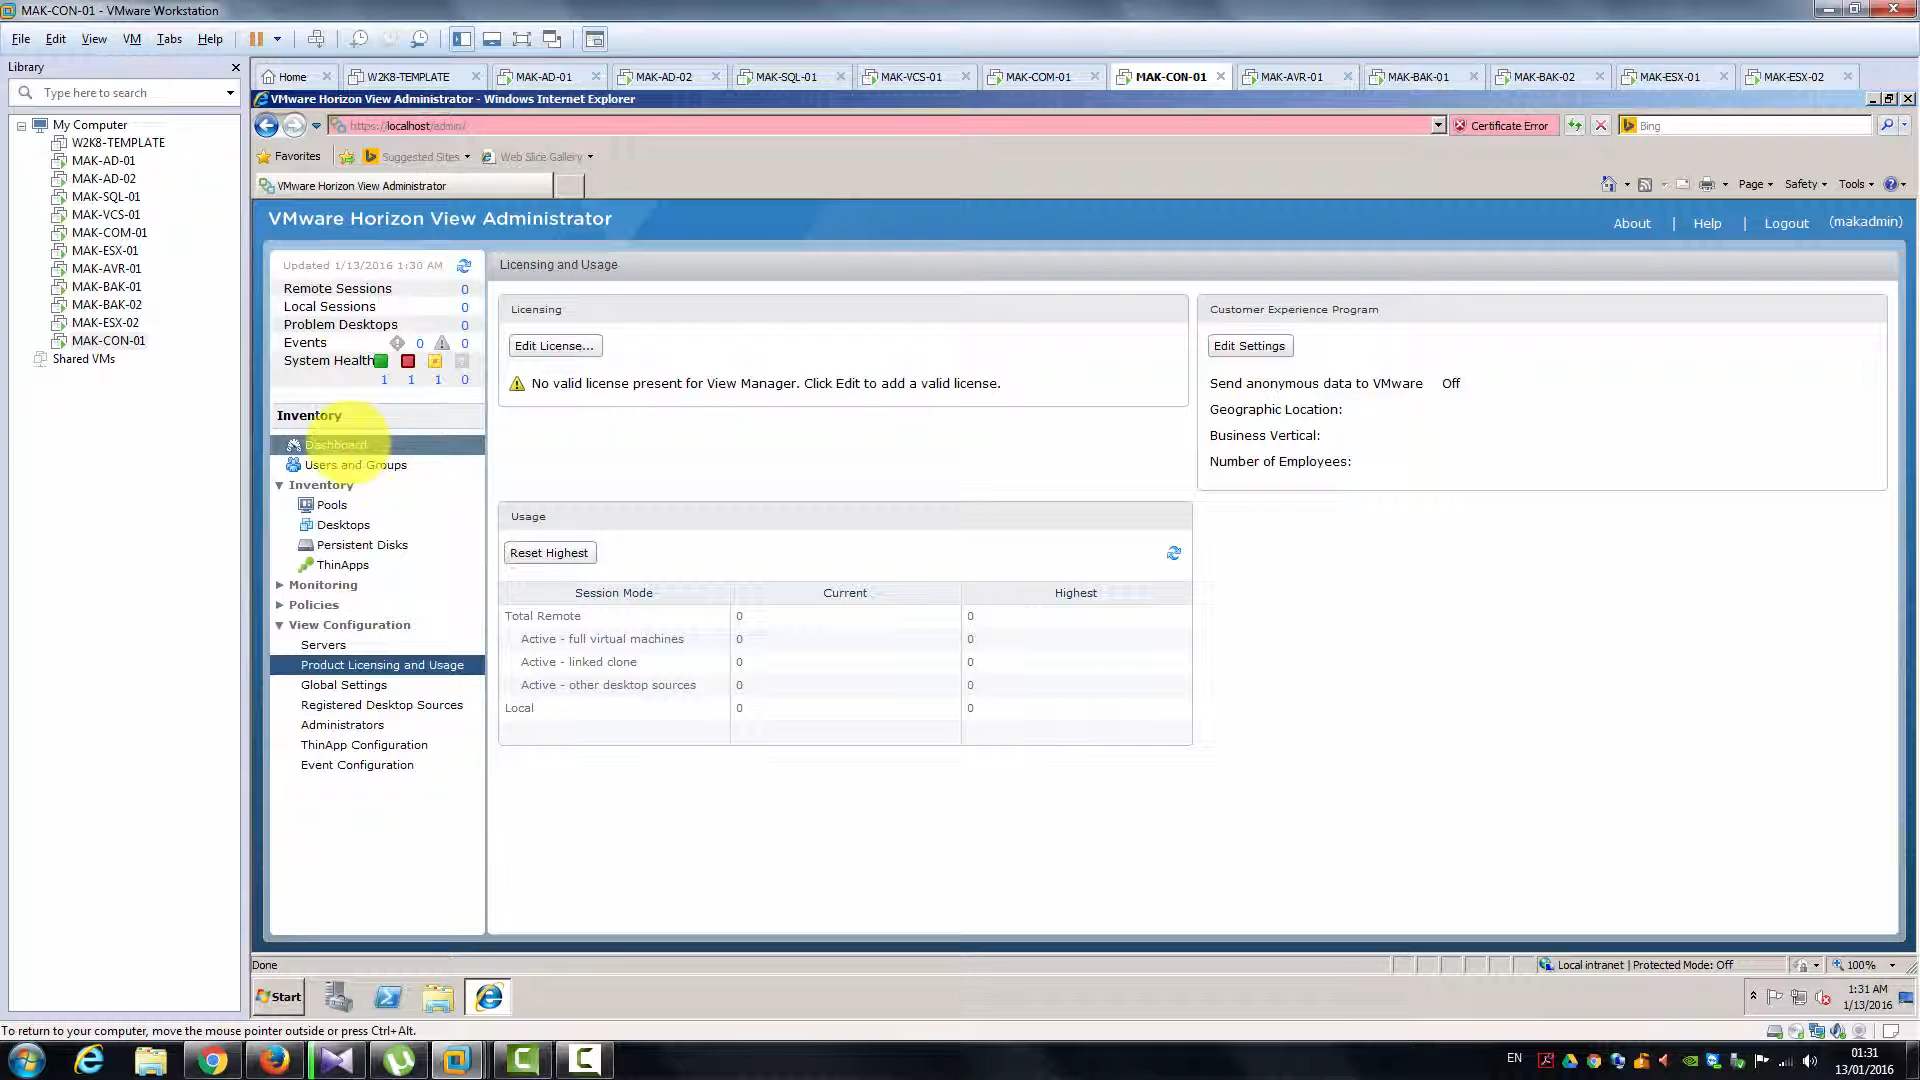 MAK-CON-01 - VMware Workstation
File Edit View VM Tabs Help
Library
Type here to search
My Computer
W2K8-TEMPLATE
MAK-AD-01
MAK-AD-02
MAK-SQL-01
MAK-VCS-01
MAK-COM-01
MAK-ESX-01
MAK-AVR-01
MAK-BAK-01
MAK-BAK-02
MAK-ESX-02
MAK-CON-01
Shared VMs
Home W2K8-TEMPLATE MAK-AD-01 MAK-AD-02 MAK-SQL-01 MAK-VCS-01 MAK-COM-01 MAK-CON-01 MAK-AVR-01 MAK-BAK-01 MAK-BAK-02 MAK-ESX-01 MAK-ESX-02
VMware Horizon View Administrator - Windows Internet Explorer
https://localhost/admin/ Certificate Error Bing
Favorites Suggested Sites Web Slice Gallery
VMware Horizon View Administrator Page Safety Tools
VMware Horizon View Administrator About | Help | Logout (makadmin)
Updated 1/13/2016 1:30 AM
Remote Sessions 0
Local Sessions 0
Problem Desktops 0
Events 0 0
System Health
1 1 1 0
Inventory
Dashboard
Users and Groups
Inventory
Pools
Desktops
Persistent Disks
ThinApps
Monitoring
Policies
View Configuration
Servers
Product Licensing and Usage
Global Settings
Registered Desktop Sources
Administrators
ThinApp Configuration
Event Configuration
Licensing and Usage
Licensing
Edit License...
No valid license present for View Manager. Click Edit to add a valid license.
Customer Experience Program
Edit Settings
Send anonymous data to VMware Off
Geographic Location:
Business Vertical:
Number of Employees:
Usage
Reset Highest
Session Mode Current Highest
Total Remote 0 0
Active - full virtual machines 0 0
Active - linked clone 0 0
Active - other desktop sources 0 0
Local 0 0
Done Local intranet | Protected Mode: Off 100%
Start
1:31 AM
1/13/2016
To return to your computer, move the mouse pointer outside or press Ctrl+Alt.
EN
01:31
13/01/2016